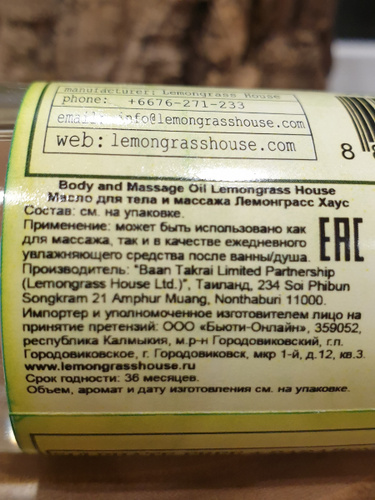 manufacturer: Lemongrass House
phone: +6676-271-233
email: info@lemongrasshouse.com
web: lemongrasshouse.com
8
Body and Massage Oil Lemongrass House
Масло для тела и массажа Лемонграсс Хаус
Состав: см. на упаковке.
Применение: может быть использовано как
для массажа, так и в качестве ежедневного
увлажняющего средства после ванны/душа.
EAC
Производитель: "Baan Takrai Limited Partnership
(Lemongrass House Ltd.)", Таиланд, 234 Soi Phibun
Songkram 21 Amphur Muang, Nonthaburi 11000.
Импортер и уполномоченное изготовителем лицо на
принятие претензий: ООО «Бьюти-Онлайн», 359052,
республика Калмыкия, м.р-н Городовиковский, г.п.
Городовиковское, г. Городовиковск, мкр 1-й, д.12, кв.3.
www.lemongrasshouse.ru
Срок годности: 36 месяцев.
Объем, аромат и дату изготовления см. на упаковке.